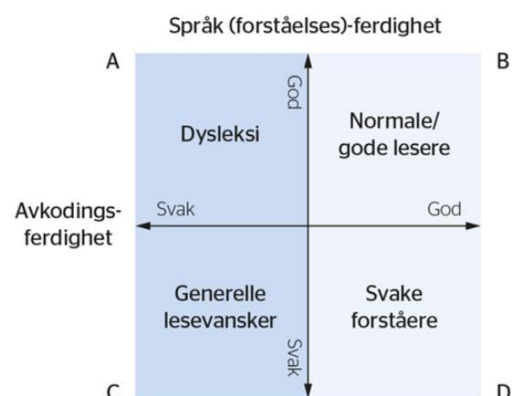 Språk (forståelses)-ferdighet
A
B
God
Dysleksi
Normale/
gode lesere
Avkodings-
ferdighet
Svak
God
Generelle
lesevansker
Svake
forståere
Svak
C
D